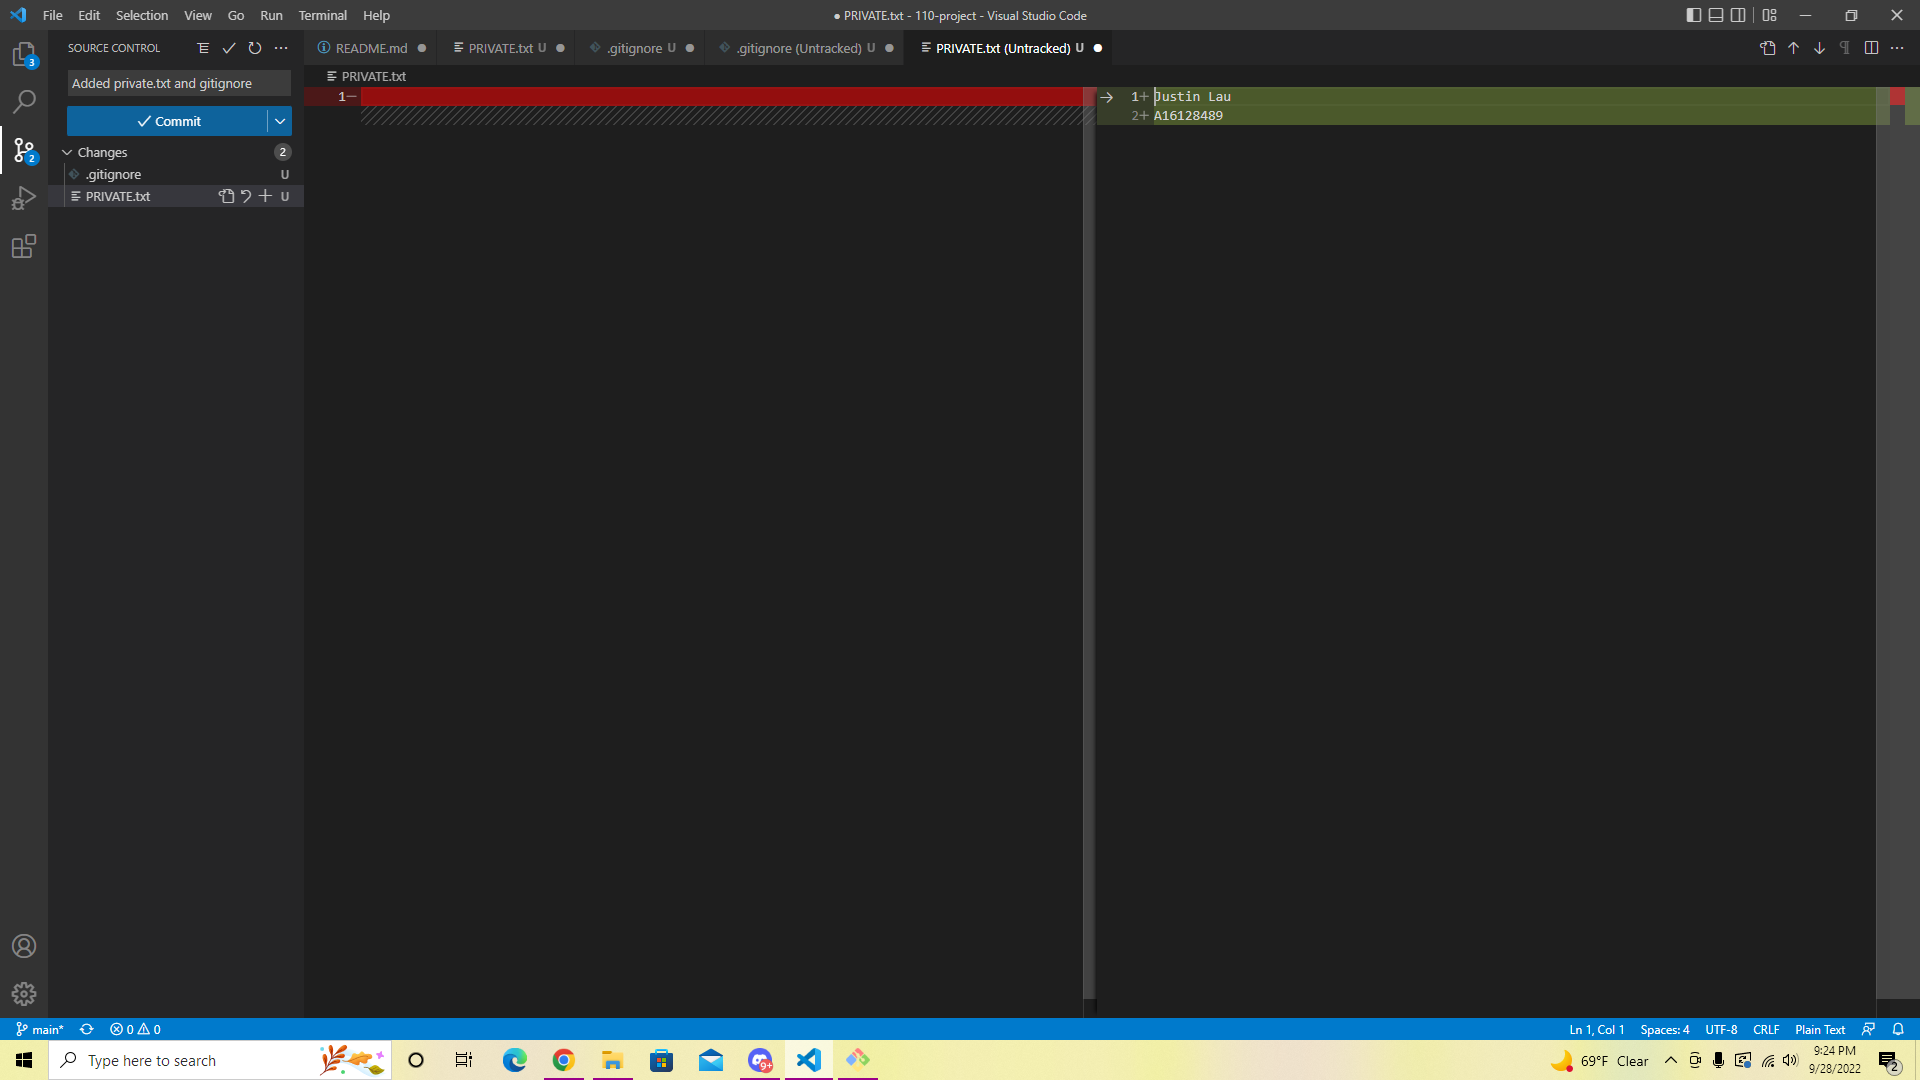 File Edit Selection View Go Run Terminal Help
● PRIVATE.txt - 110-project - Visual Studio Code
SOURCE CONTROL
README.md
PRIVATE.txt U
.gitignore U
.gitignore (Untracked) U
PRIVATE.txt (Untracked) U
3
Added private.txt and gitignore
PRIVATE.txt
1
1 Justin Lau
2 A16128489
Commit
2
Changes 2
.gitignore U
PRIVATE.txt U
main*
0 0
Ln 1, Col 1 Spaces: 4 UTF-8 CRLF Plain Text
Type here to search
9+
69°F Clear
9:24 PM
9/28/2022
2